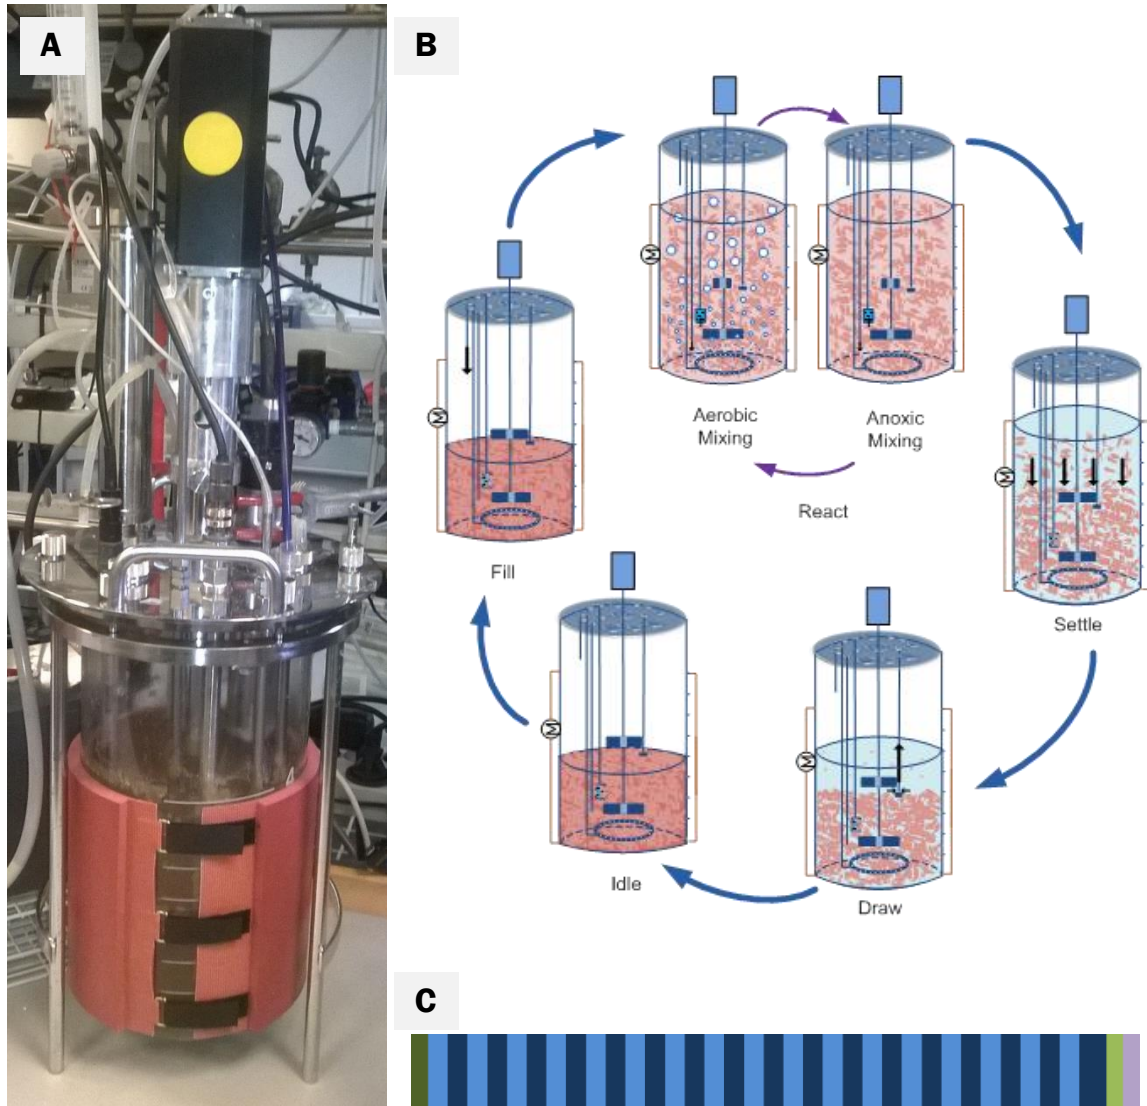 A
B
Aerobic
Mixing
Anoxic
Mixing
React
Fill
Settle
Idle
Draw
C
M
M
M
M
M
M